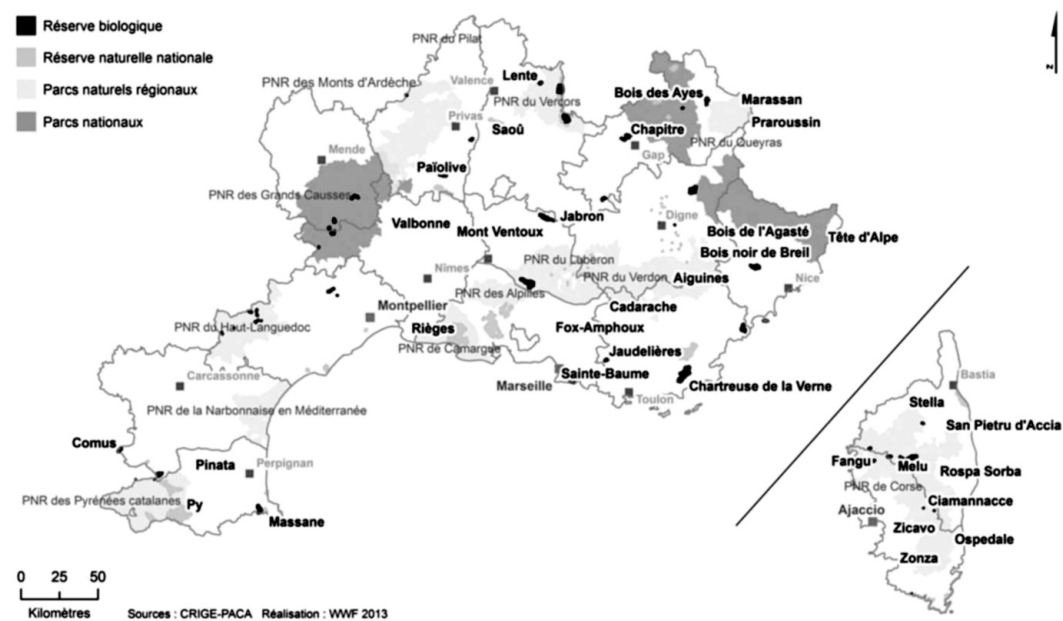 Réserve biologique
Réserve naturelle nationale
Parcs naturels régionaux
Parcs nationaux
PNR du Pilat
PNR des Monts d'Ardèche
Valence
Lente
PNR du Vercors
Bois des Ayes
Marassan
Praroussin
Privas
Saoû
Chapitre
PNR du Queyras
Gap
Mende
Païolive
PNR des Grands Causses
Valbonne
Jabron
Mont Ventoux
Digne
Bois de l'Agasté
Tête d'Alpe
Bois noir de Breil
PNR du Luberon
PNR du Verdon
Aiguines
Nice
Nîmes
PNR des Alpilles
Montpellier
Cadarache
PNR du Haut-Languedoc
Rièges
Fox-Amphoux
PNR de Camargue
Jaudelières
Marseille
Sainte-Baume
Chartreuse de la Verne
Toulon
Carcassonne
PNR de la Narbonnaise en Méditerranée
Comus
Pinata
Perpignan
PNR des Pyrénées catalanes
Py
Massane
Bastia
Stella
San Pietru d'Accia
Fangu
Melu
Rospa Sorba
PNR de Corse
Ciamannacce
Ajaccio
Zicavo
Ospedale
Zonza
N
0 25 50
Kilomètres
Sources : CRIGE-PACA Réalisation : WWF 2013